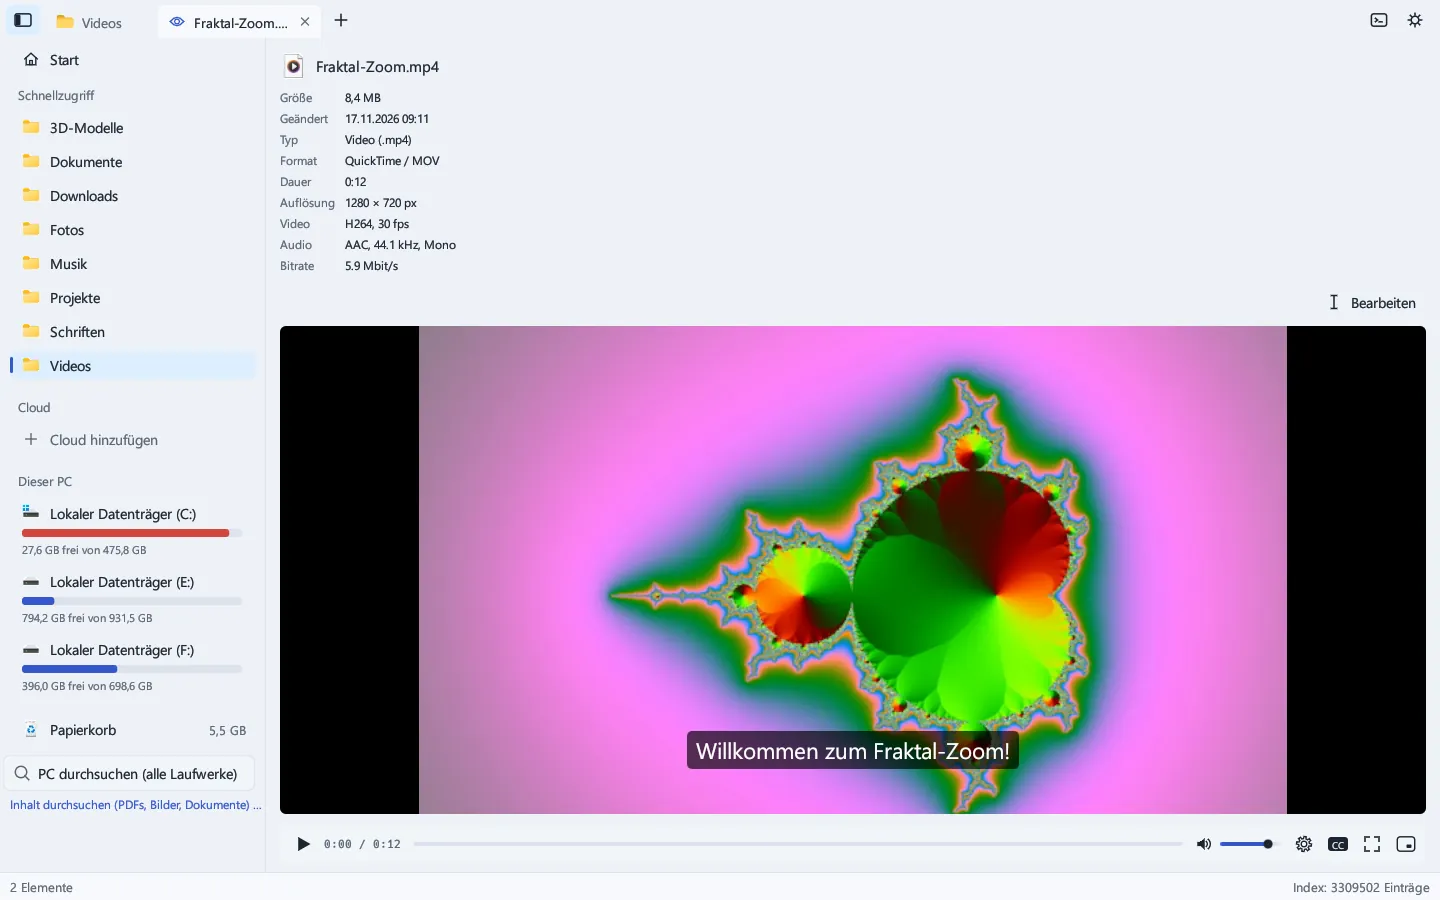 Videos
Fraktal-Zoom....
Start
Schnellzugriff
3D-Modelle
Dokumente
Downloads
Fotos
Musik
Projekte
Schriften
Videos
Cloud
Cloud hinzufügen
Dieser PC
Lokaler Datenträger (C:)
27,6 GB frei von 475,8 GB
Lokaler Datenträger (E:)
794,2 GB frei von 931,5 GB
Lokaler Datenträger (F:)
396,0 GB frei von 698,6 GB
Papierkorb 5,5 GB
PC durchsuchen (alle Laufwerke)
Inhalt durchsuchen (PDFs, Bilder, Dokumente) ...
Fraktal-Zoom.mp4
Größe 8,4 MB
Geändert 17.11.2026 09:11
Typ Video (.mp4)
Format QuickTime / MOV
Dauer 0:12
Auflösung 1280 × 720 px
Video H264, 30 fps
Audio AAC, 44.1 kHz, Mono
Bitrate 5.9 Mbit/s
Bearbeiten
Willkommen zum Fraktal-Zoom!
0:00 / 0:12
CC
2 Elemente
Index: 3309502 Einträge